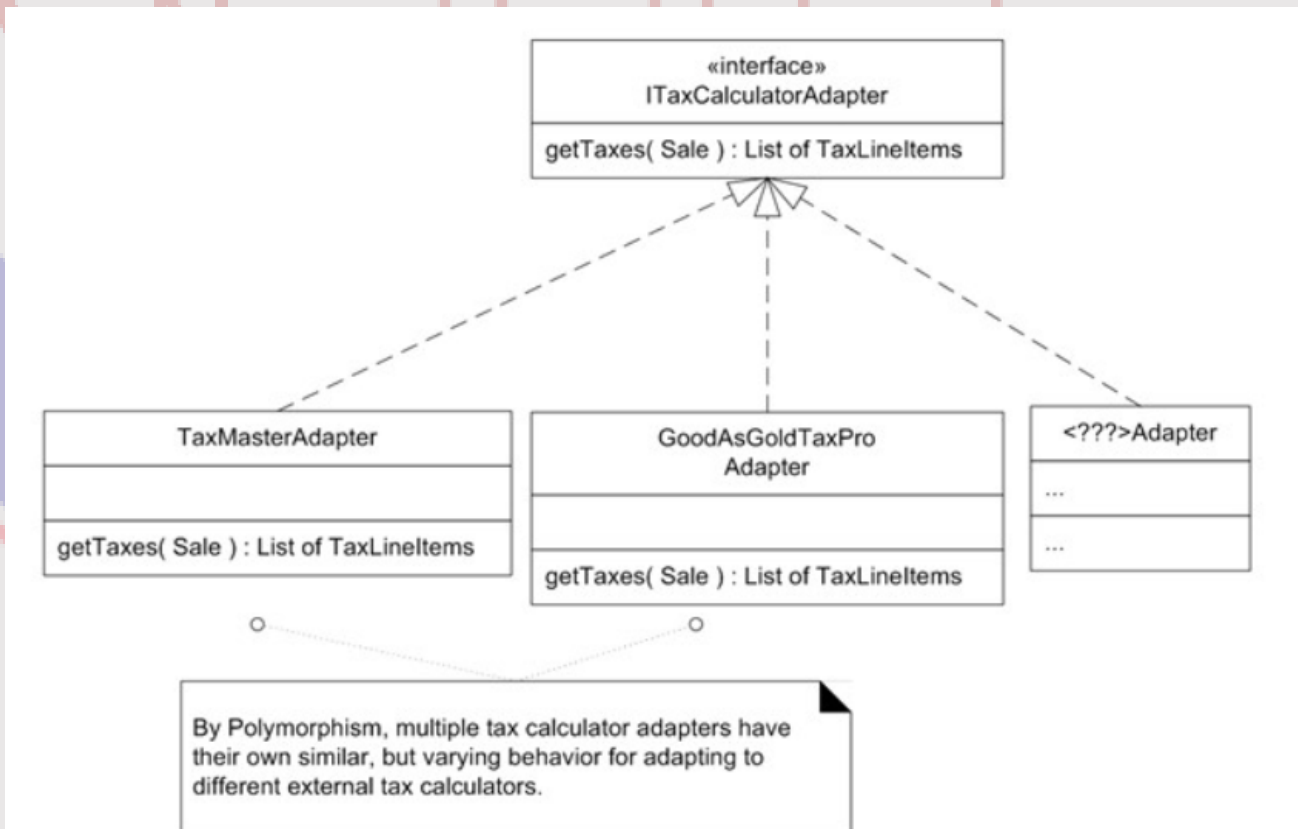 «interface»
ITaxCalculatorAdapter
getTaxes( Sale ) : List of TaxLineItems
TaxMasterAdapter
getTaxes( Sale ) : List of TaxLineItems
GoodAsGoldTaxPro
Adapter
getTaxes( Sale ) : List of TaxLineItems
<???>Adapter
...
...
By Polymorphism, multiple tax calculator adapters have
their own similar, but varying behavior for adapting to
different external tax calculators.